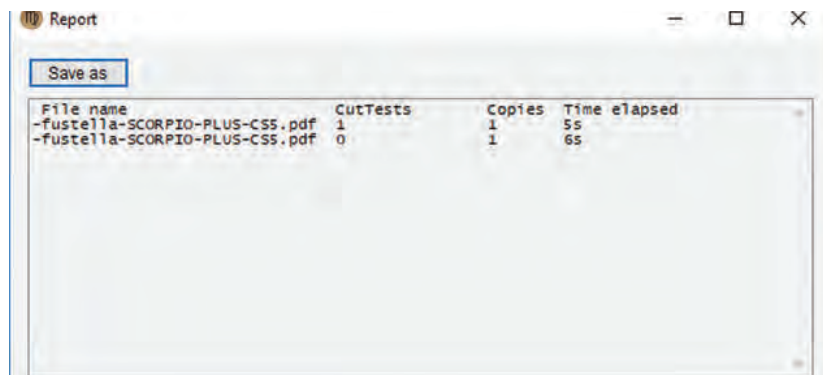 Report
Save as
File name CutTests Copies Time elapsed
-fustella-SCORPIO-PLUS-CS5.pdf 1 1 5s
-fustella-SCORPIO-PLUS-CS5.pdf 0 1 6s